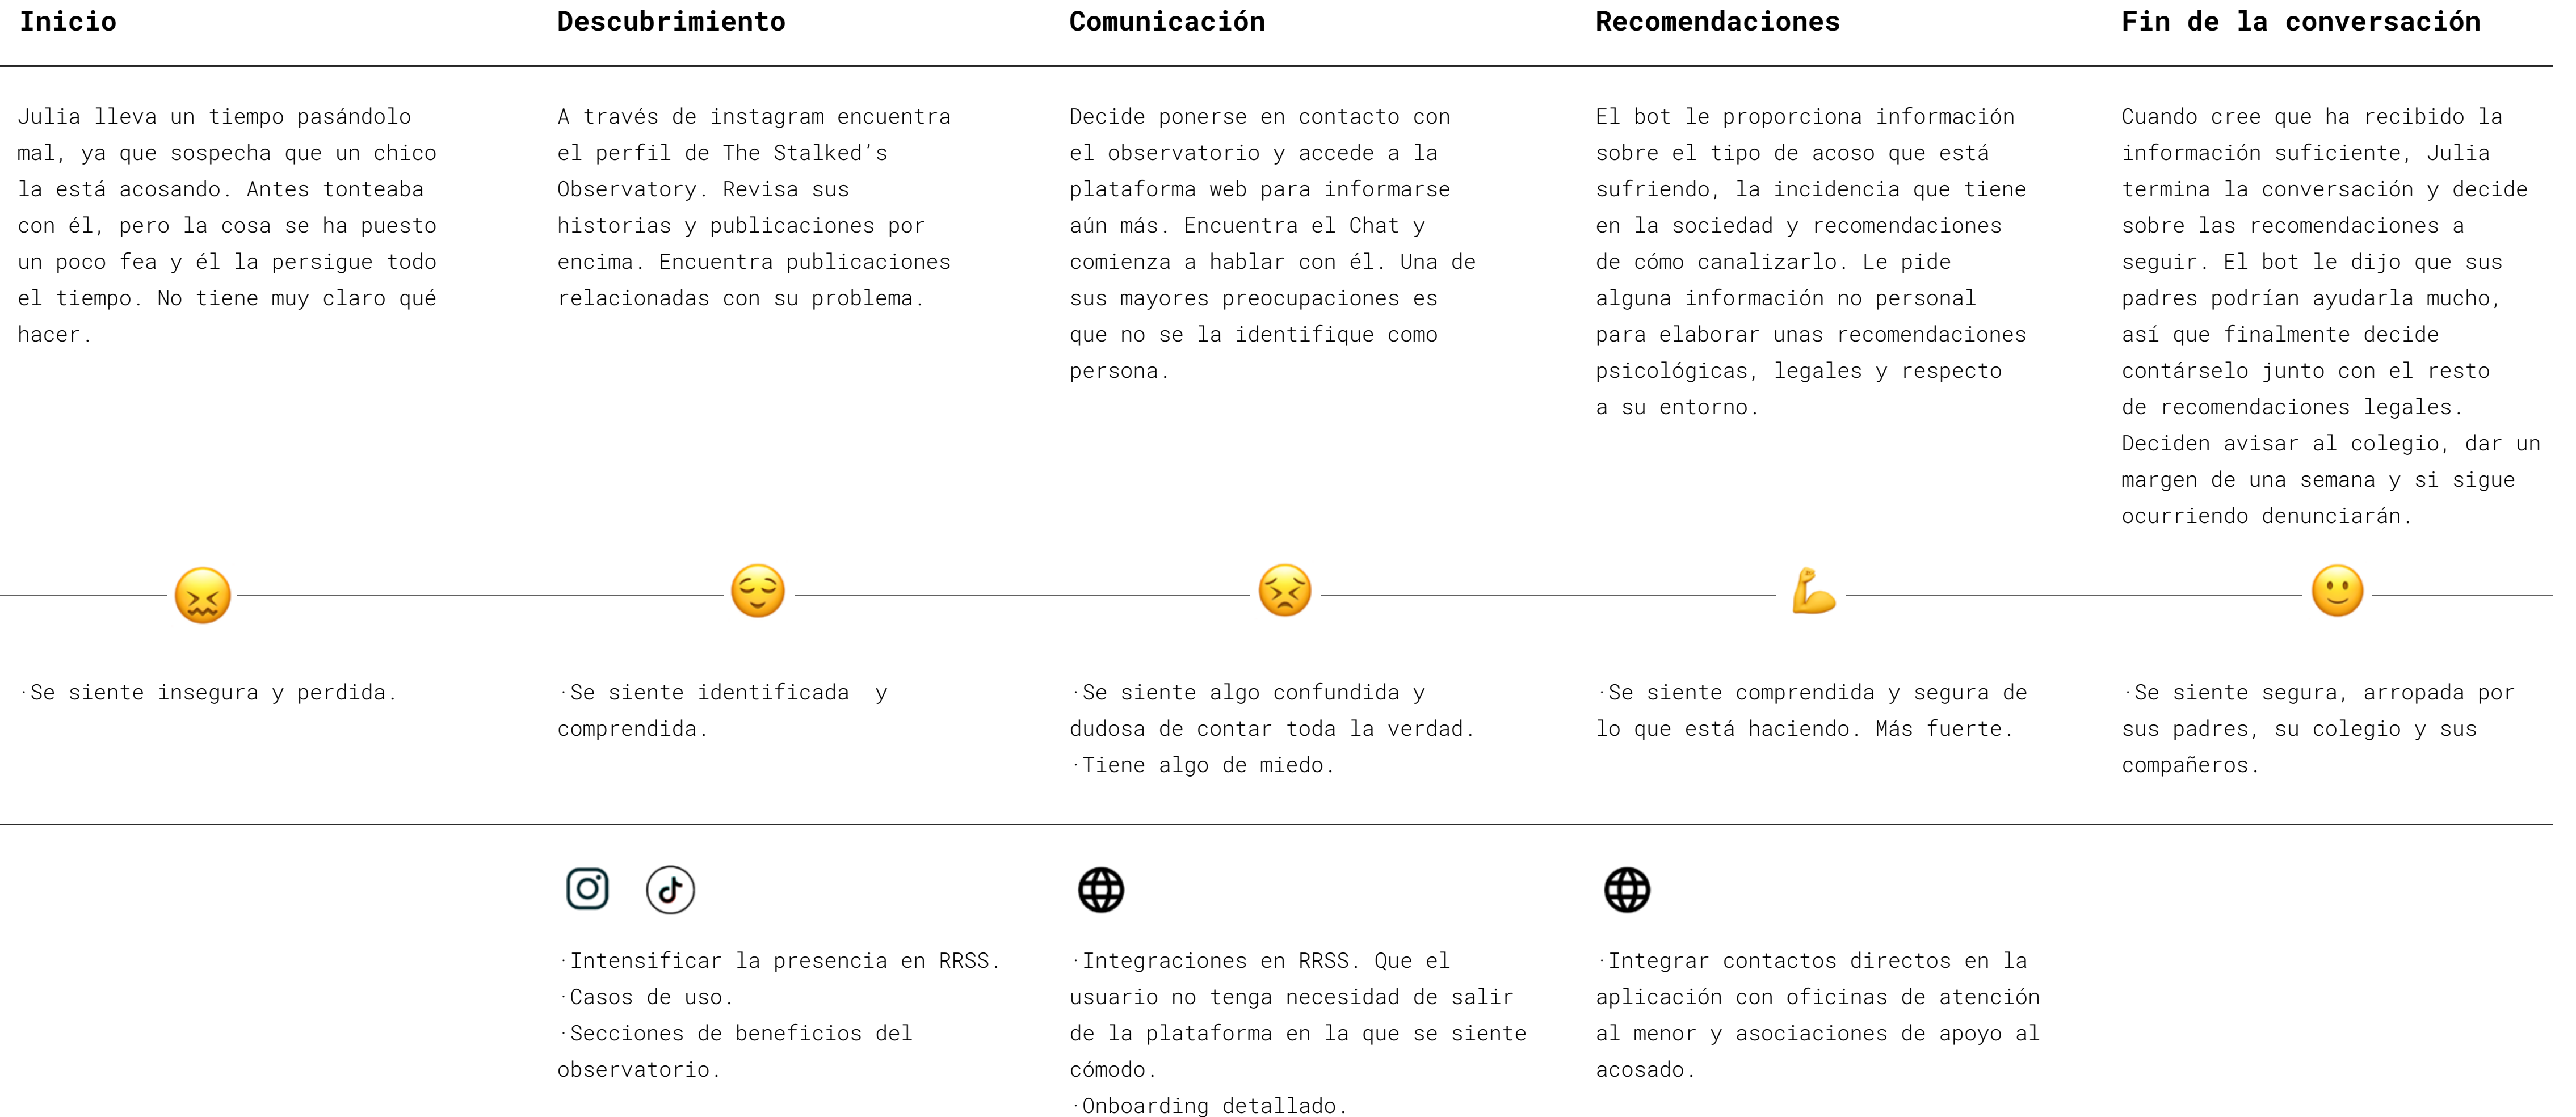 Inicio
Descubrimiento
Comunicación
Recomendaciones
Fin de la conversación
Julia lleva un tiempo pasándolo
mal, ya que sospecha que un chico
la está acosando. Antes tonteaba
con él, pero la cosa se ha puesto
un poco fea y él la persigue todo
el tiempo. No tiene muy claro qué
hacer.
A través de instagram encuentra
el perfil de The Stalked’s
Observatory. Revisa sus
historias y publicaciones por
encima. Encuentra publicaciones
relacionadas con su problema.
Decide ponerse en contacto con
el observatorio y accede a la
plataforma web para informarse
aún más. Encuentra el Chat y
comienza a hablar con él. Una de
sus mayores preocupaciones es
que no se la identifique como
persona.
El bot le proporciona información
sobre el tipo de acoso que está
sufriendo, la incidencia que tiene
en la sociedad y recomendaciones
de cómo canalizarlo. Le pide
alguna información no personal
para elaborar unas recomendaciones
psicológicas, legales y respecto
a su entorno.
Cuando cree que ha recibido la
información suficiente, Julia
termina la conversación y decide
sobre las recomendaciones a
seguir. El bot le dijo que sus
padres podrían ayudarla mucho,
así que finalmente decide
contárselo junto con el resto
de recomendaciones legales.
Deciden avisar al colegio, dar un
margen de una semana y si sigue
ocurriendo denunciarán.
·Se siente insegura y perdida.
·Se siente identificada  y
comprendida.
·Se siente algo confundida y
dudosa de contar toda la verdad.
·Tiene algo de miedo.
·Se siente comprendida y segura de
lo que está haciendo. Más fuerte.
·Se siente segura, arropada por
sus padres, su colegio y sus
compañeros.
·Intensificar la presencia en RRSS.
·Casos de uso.
·Secciones de beneficios del
observatorio.
·Integraciones en RRSS. Que el
usuario no tenga necesidad de salir
de la plataforma en la que se siente
cómodo.
·Onboarding detallado.
·Integrar contactos directos en la
aplicación con oficinas de atención
al menor y asociaciones de apoyo al
acosado.